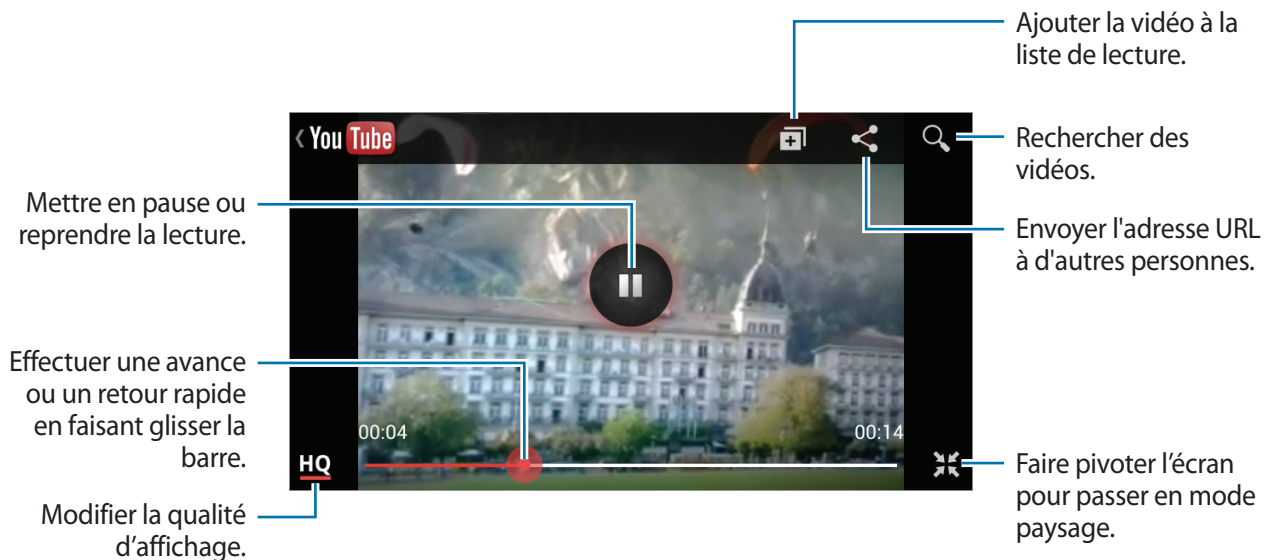 Ajouter la vidéo à la
liste de lecture.
You Tube
Rechercher des
vidéos.
Mettre en pause ou
reprendre la lecture.
Envoyer l'adresse URL
à d'autres personnes.
Effectuer une avance
ou un retour rapide
en faisant glisser la
barre.
00:04
00:14
HQ
Faire pivoter l’écran
pour passer en mode
paysage.
Modifier la qualité
d'affichage.